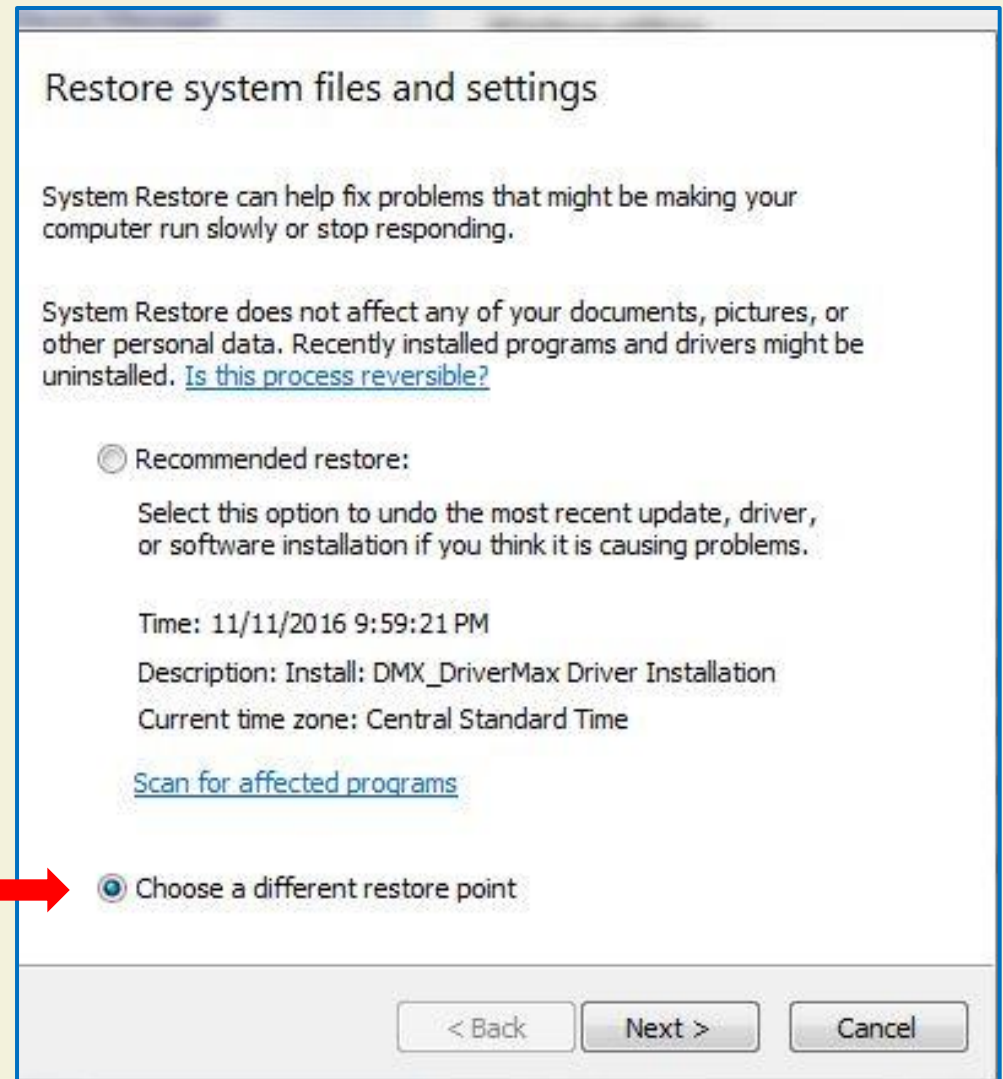 Restore system files and settings
System Restore can help fix problems that might be making your
computer run slowly or stop responding.
System Restore does not affect any of your documents, pictures, or
other personal data. Recently installed programs and drivers might be
uninstalled. Is this process reversible?
Recommended restore:
Select this option to undo the most recent update, driver,
or software installation if you think it is causing problems.
Time: 11/11/2016 9:59:21 PM
Description: Install: DMX_DriverMax Driver Installation
Current time zone: Central Standard Time
Scan for affected programs
Choose a different restore point
< Back Next > Cancel